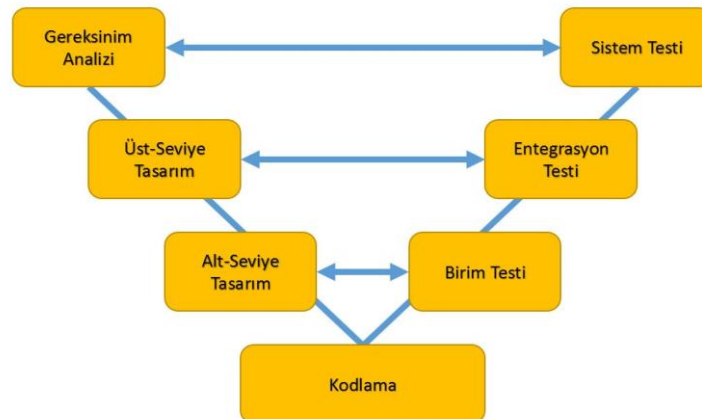 Gereksinim
Analizi
Sistem Testi
Üst-Seviye
Tasarım
Entegrasyon
Testi
Alt-Seviye
Tasarım
Birim Testi
Kodlama